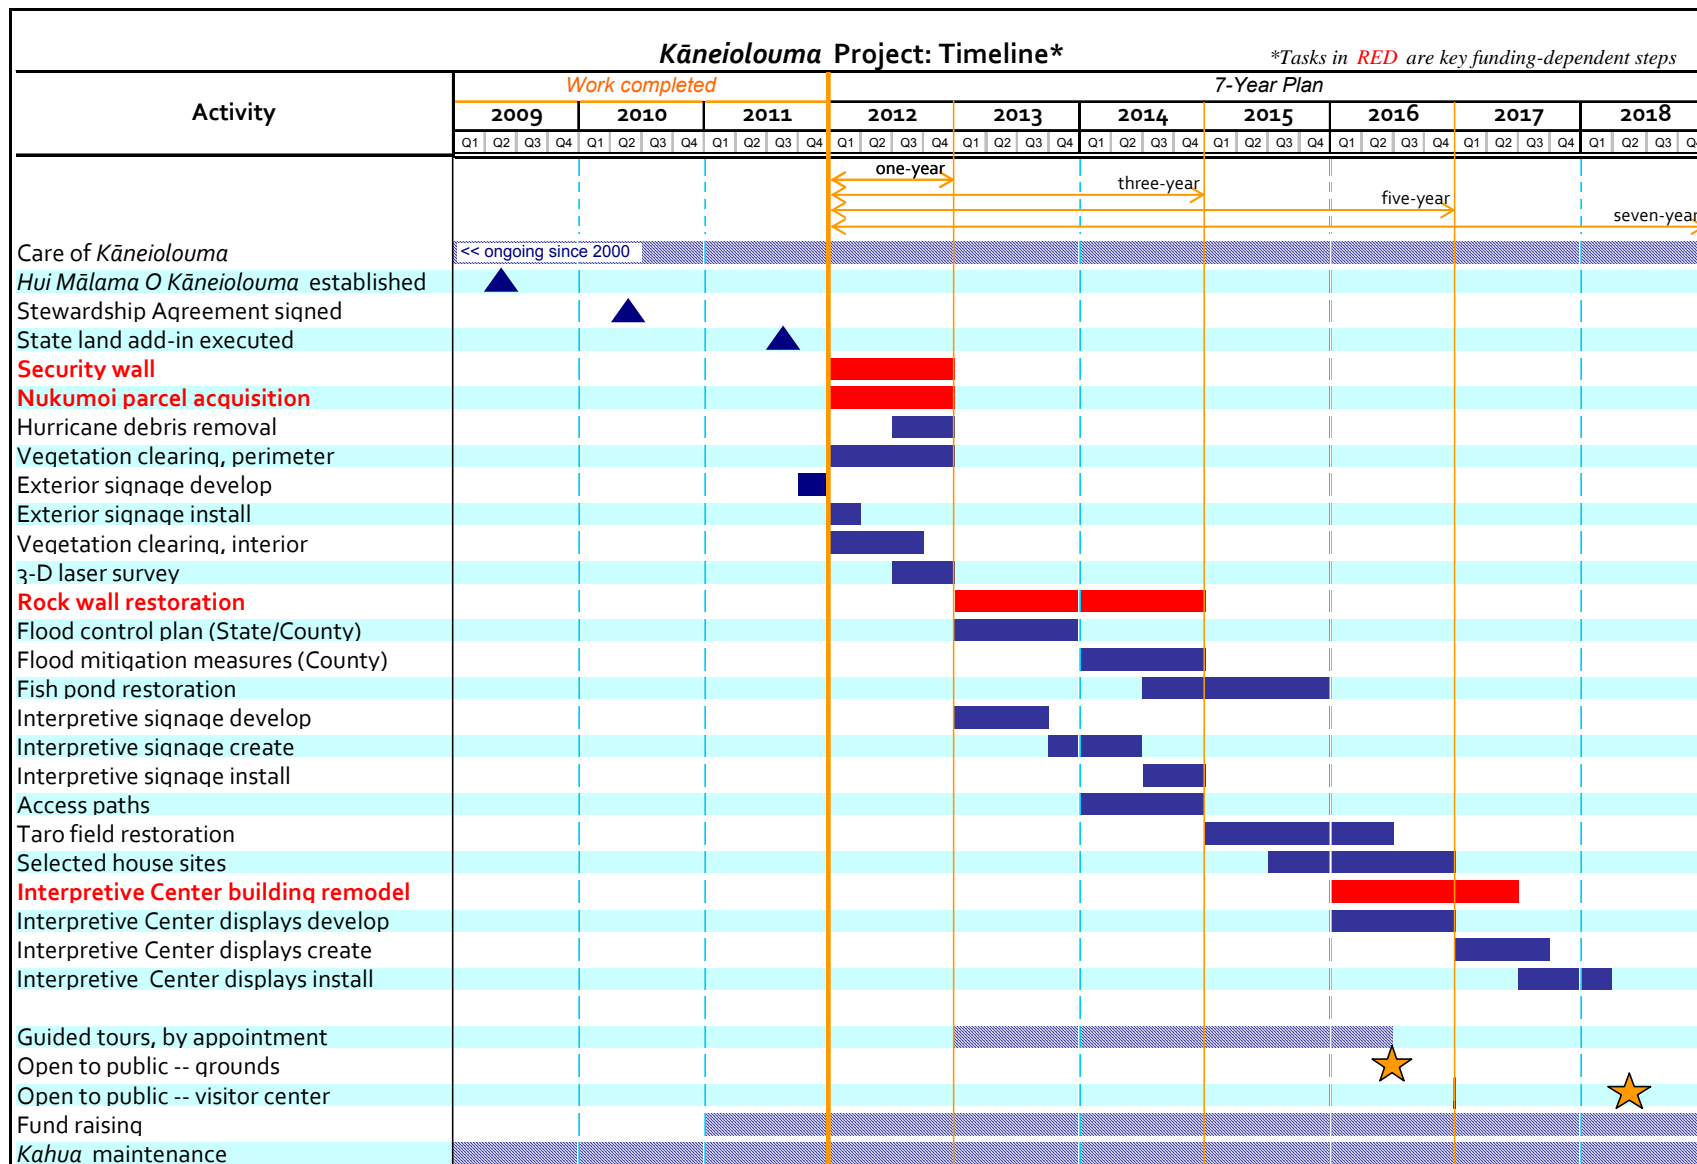 Kāneiolouma Project: Timeline*
*Tasks in RED are key funding-dependent steps
Activity
Work completed
7-Year Plan
2009 2010 2011 2012 2013 2014 2015 2016 2017 2018
Q1 Q2 Q3 Q4 Q1 Q2 Q3 Q4 Q1 Q2 Q3 Q4 Q1 Q2 Q3 Q4 Q1 Q2 Q3 Q4 Q1 Q2 Q3 Q4 Q1 Q2 Q3 Q4 Q1 Q2 Q3 Q4 Q1 Q2 Q3 Q4 Q1 Q2 Q3
one-year
three-year
five-year
seven-year
Care of Kāneiolouma
<< ongoing since 2000
Hui Mālama O Kāneiolouma established
Stewardship Agreement signed
State land add-in executed
Security wall
Nukumoi parcel acquisition
Hurricane debris removal
Vegetation clearing, perimeter
Exterior signage develop
Exterior signage install
Vegetation clearing, interior
3-D laser survey
Rock wall restoration
Flood control plan (State/County)
Flood mitigation measures (County)
Fish pond restoration
Interpretive signage develop
Interpretive signage create
Interpretive signage install
Access paths
Taro field restoration
Selected house sites
Interpretive Center building remodel
Interpretive Center displays develop
Interpretive Center displays create
Interpretive Center displays install
Guided tours, by appointment
Open to public -- grounds
Open to public -- visitor center
Fund raising
Kahua maintenance